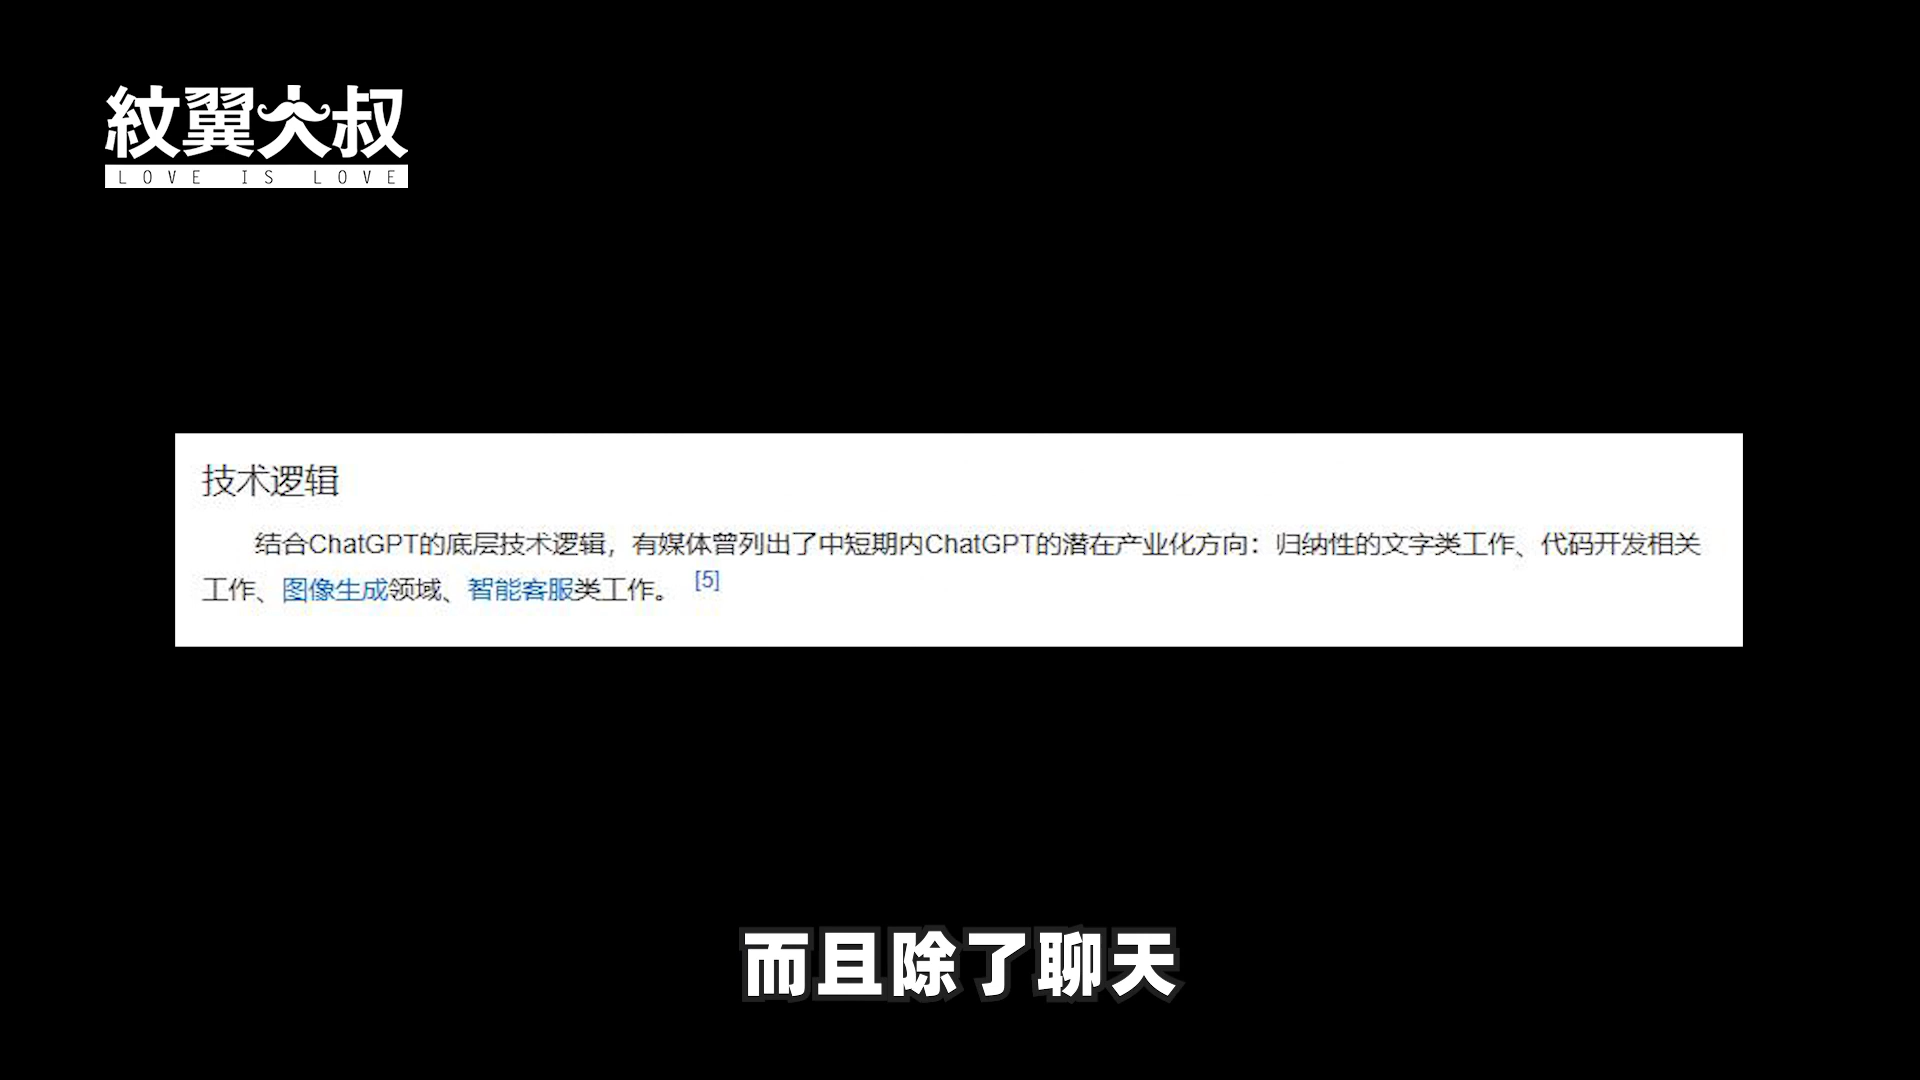 紋翼大叔
LOVE IS LOVE
技术逻辑
结合ChatGPT的底层技术逻辑，有媒体曾列出了中短期内ChatGPT的潜在产业化方向：归纳性的文字类工作、代码开发相关
工作、图像生成领域、智能客服类工作。 [5]
而且除了聊天